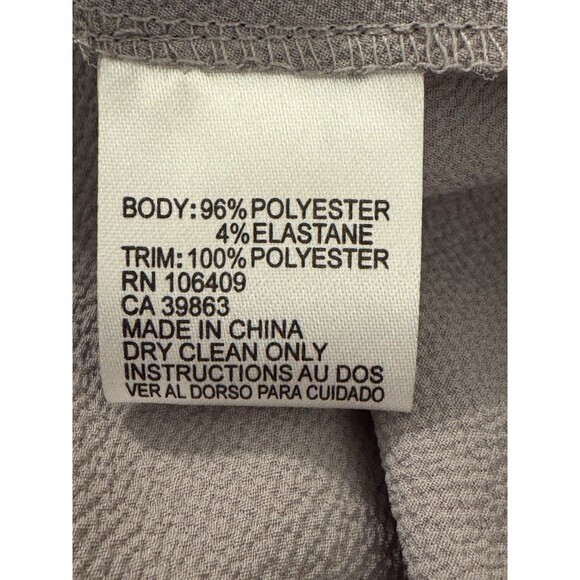 BODY:96%POLYESTER
4%ELASTANE
TRIM:100%POLYESTER
RN 106409
CA 39863
MADE IN CHINA
DRY CLEAN ONLY
INSTRUCTIONS AU DOS
VER AL DORSO PARA CUIDADO